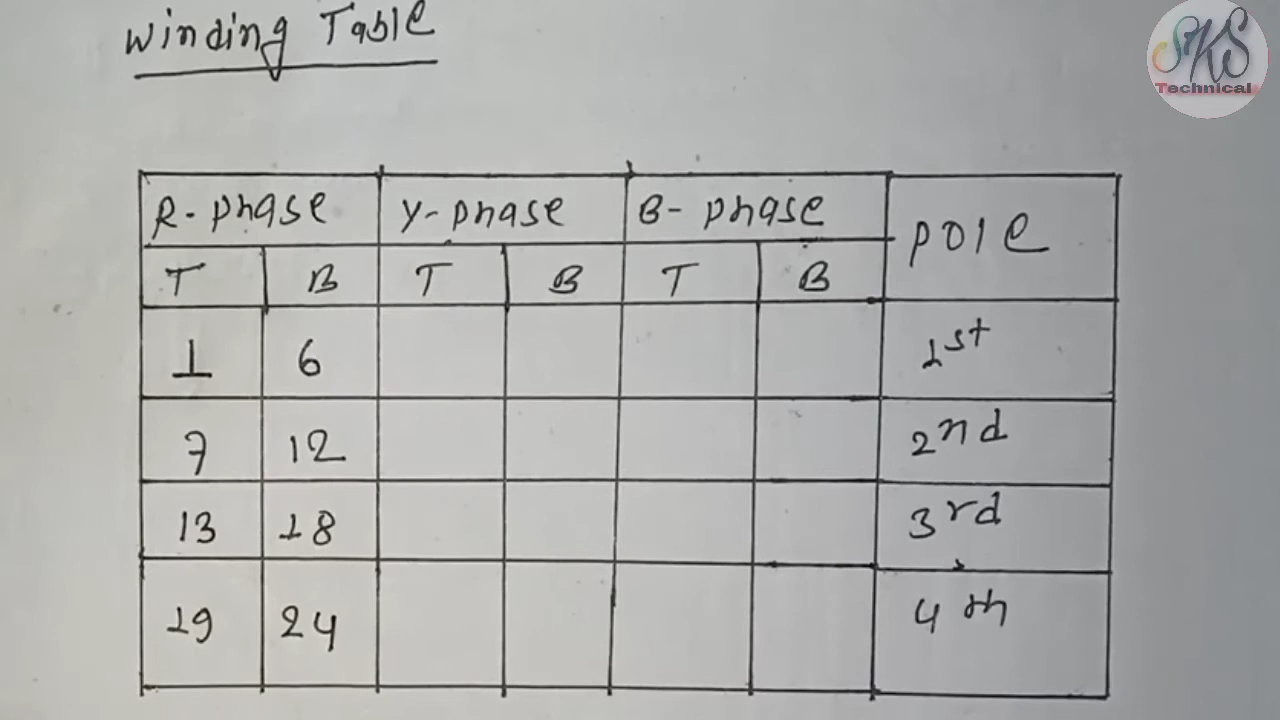 Winding Table
SKS
Technical
R-phase Y-phase B-phase pole
T B T B T B
1 6 1st
7 12 2nd
13 18 3rd
19 24 4th